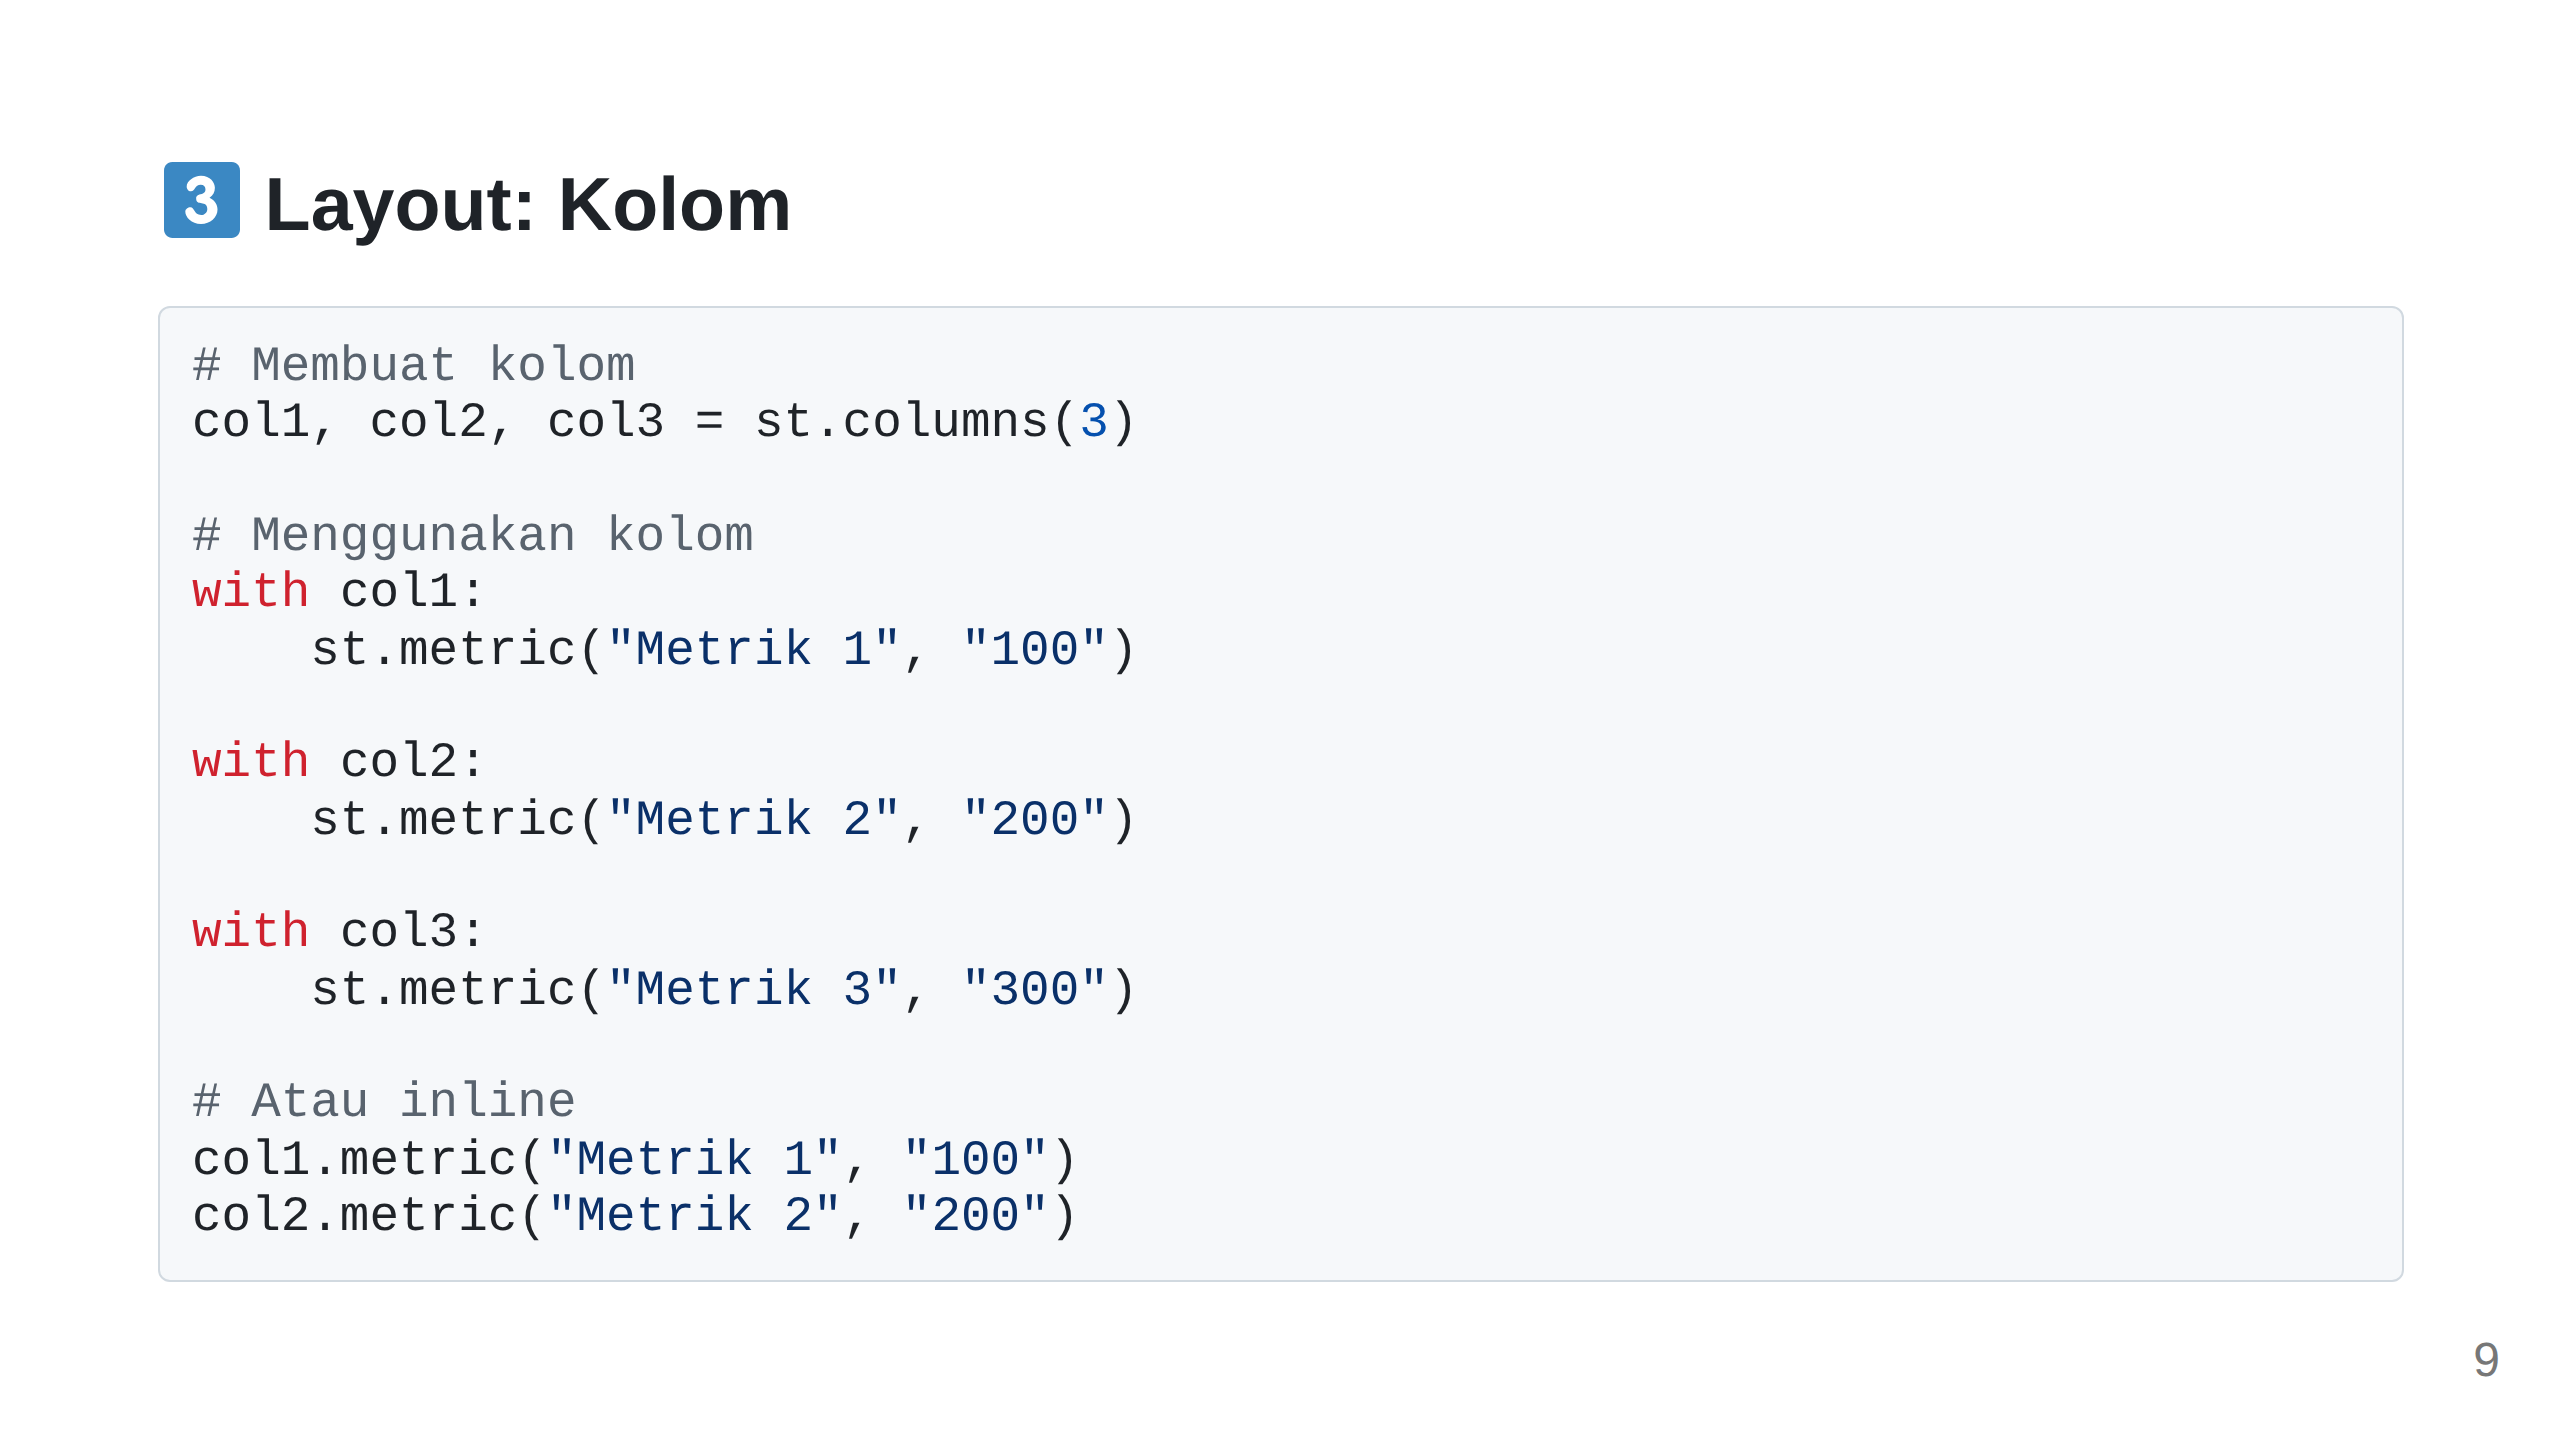 3 Layout: Kolom
# Membuat kolom
col1, col2, col3 = st.columns(3)
# Menggunakan kolom
with col1:
    st.metric("Metrik 1", "100")
with col2:
    st.metric("Metrik 2", "200")
with col3:
    st.metric("Metrik 3", "300")
# Atau inline
col1.metric("Metrik 1", "100")
col2.metric("Metrik 2", "200")
9